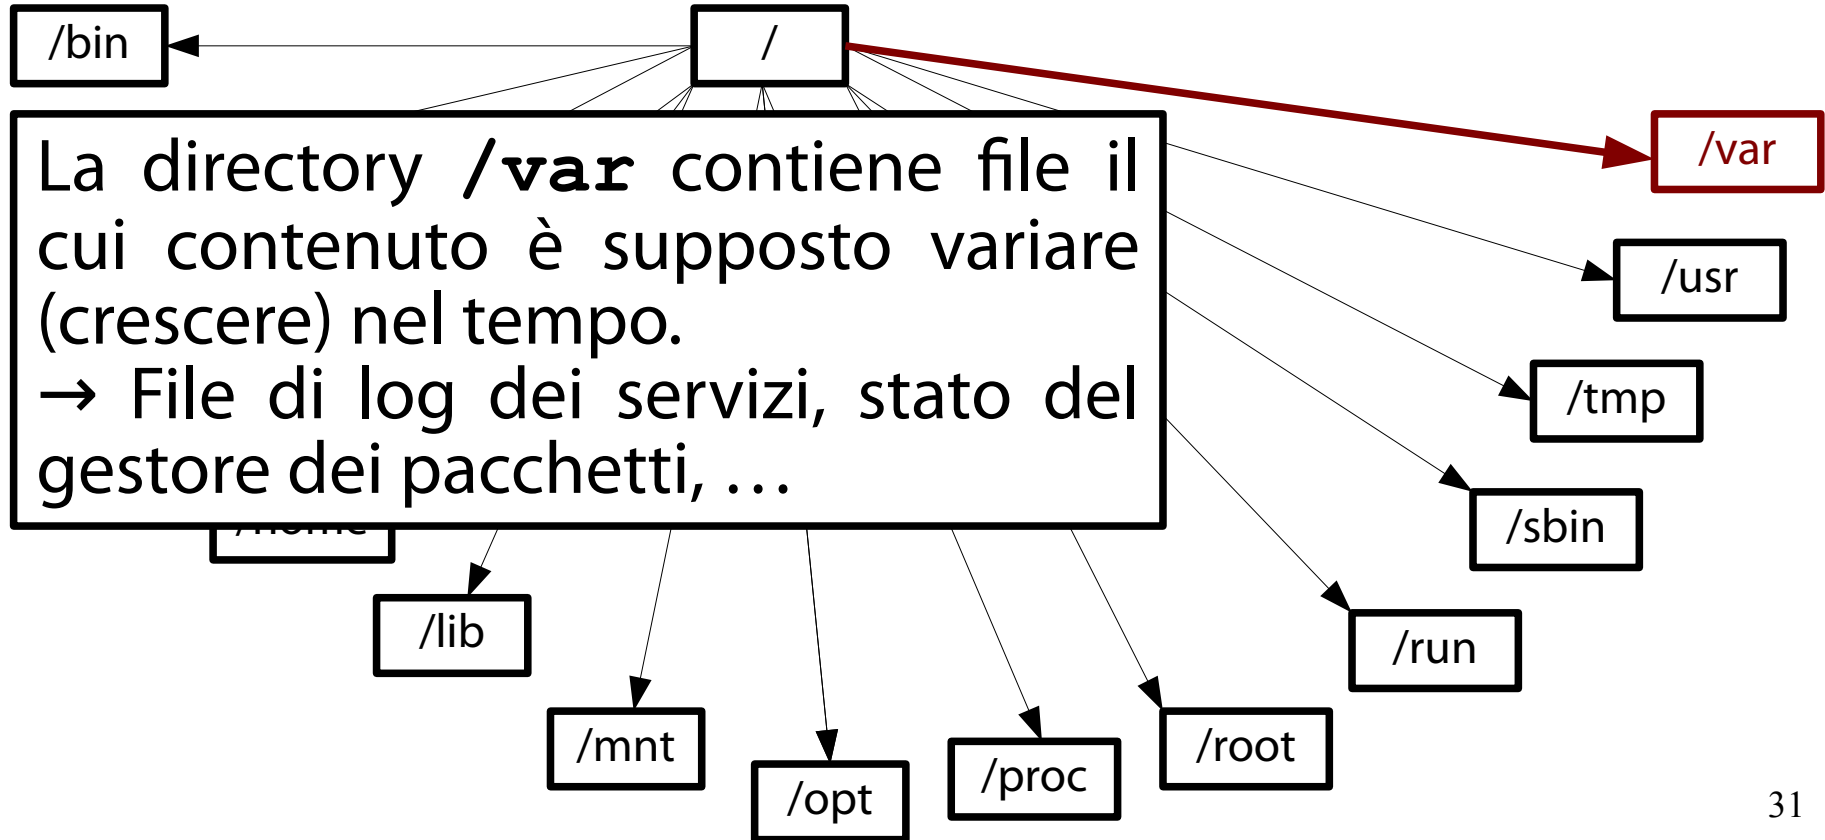 /bin
/
/var
La directory /var contiene file il
cui contenuto è supposto variare
(crescere) nel tempo.
→ File di log dei servizi, stato del
gestore dei pacchetti, …
/usr
/tmp
/sbin
/home
/lib
/run
/mnt
/root
/proc
/opt
31